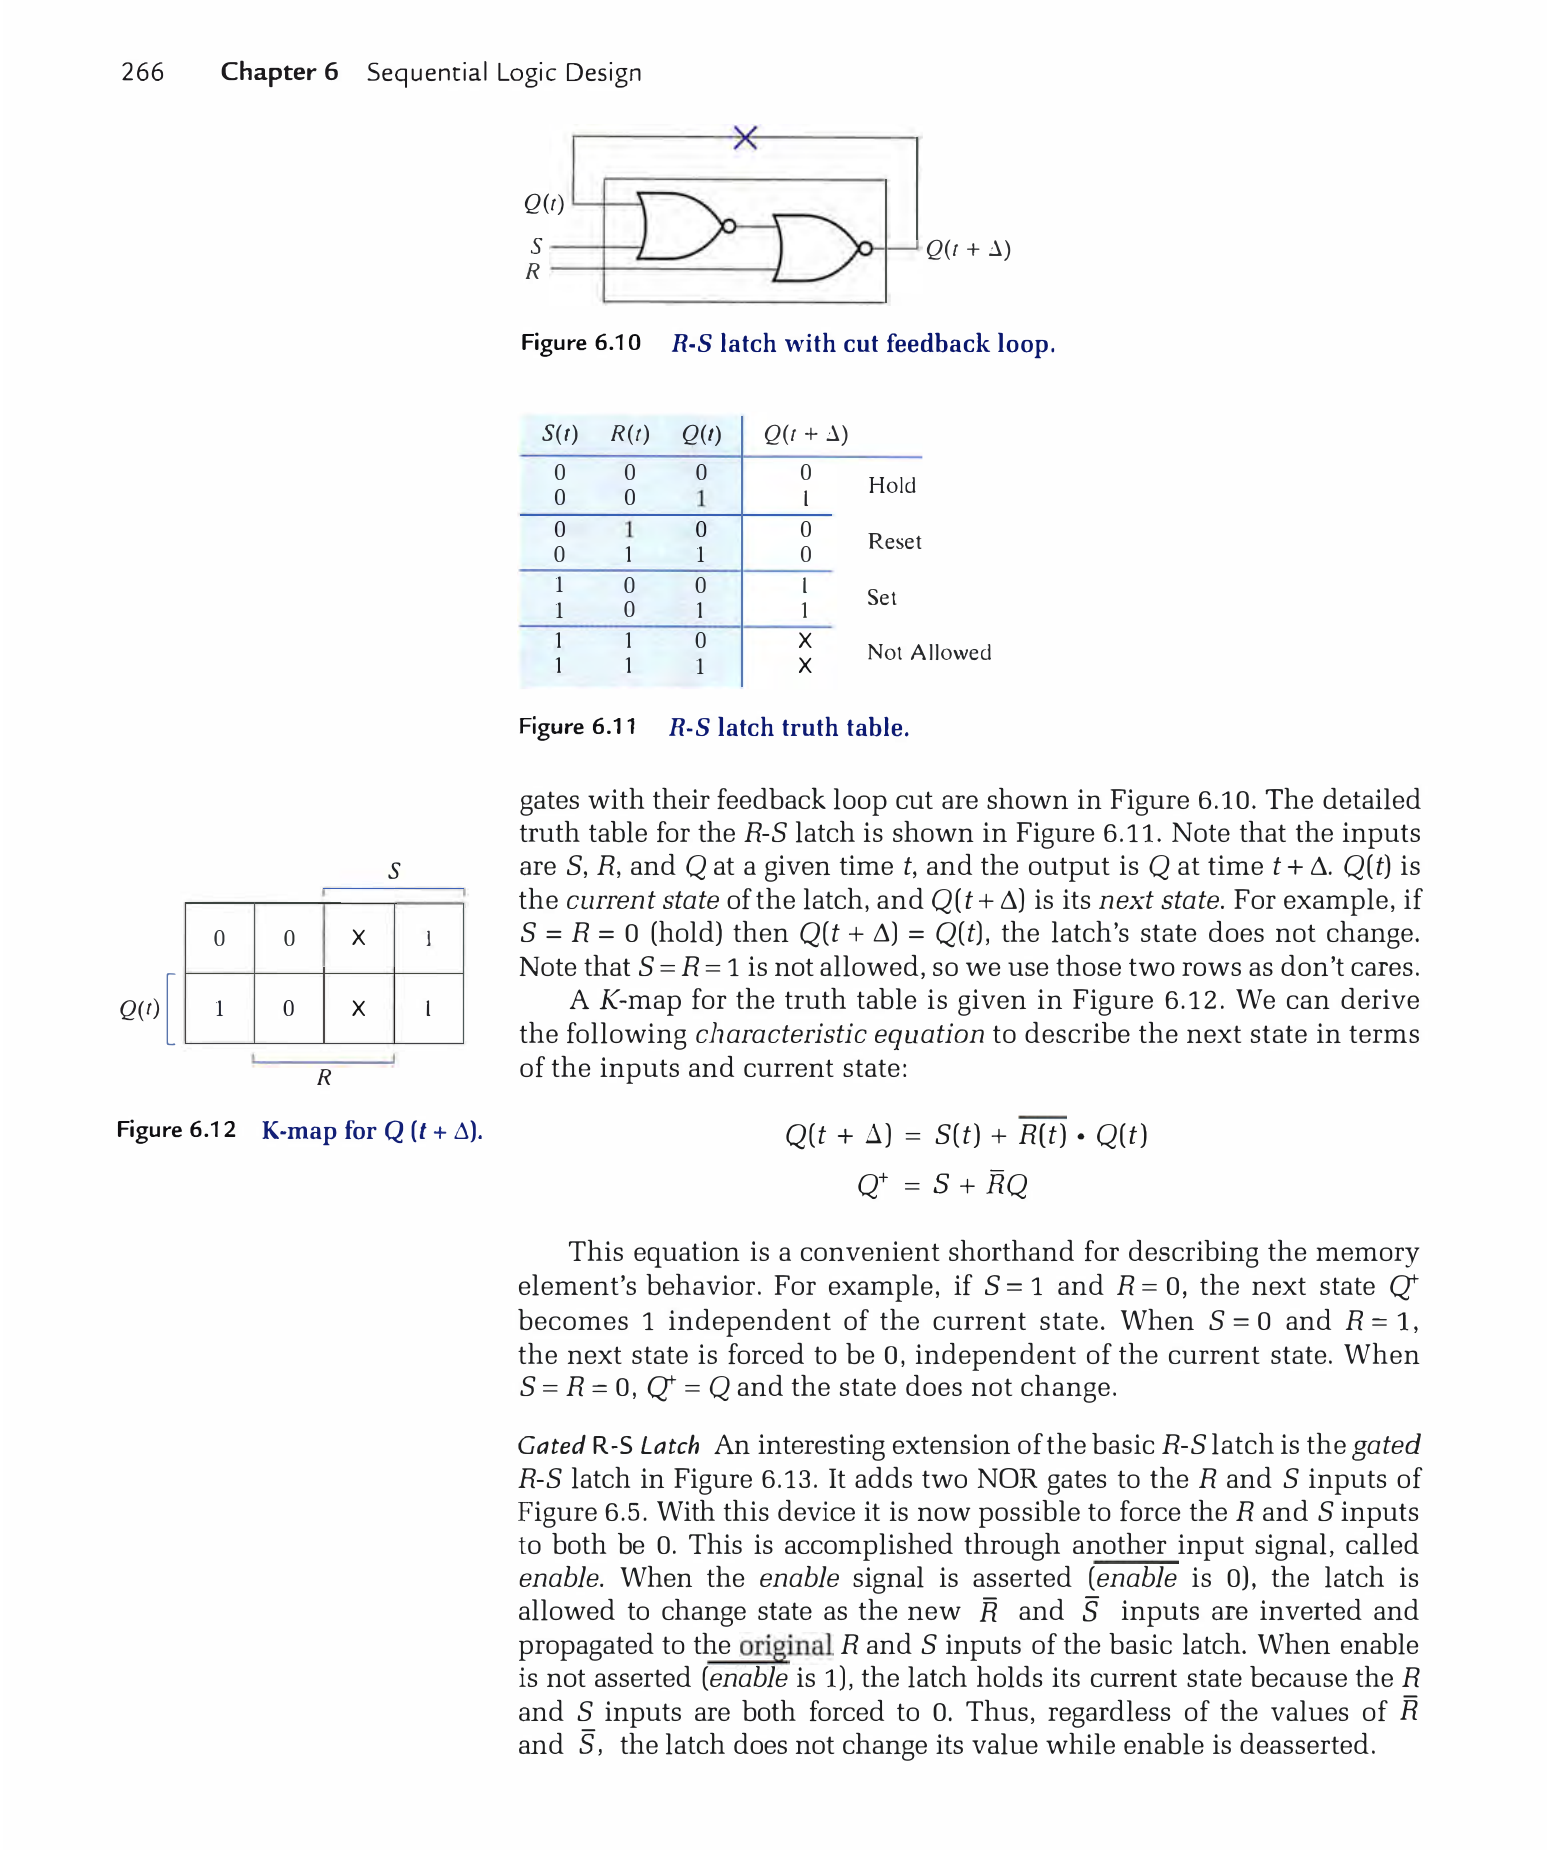 266 Chapter 6 Sequential Logic Design
Q(t)
S
R
Q(t + Δ)
Figure 6.10 R-S latch with cut feedback loop.
S(t) R(t) Q(t) Q(t + Δ)
0 0 0 0
0 0 1 1
Hold
0 1 0 0
0 1 1 0
Reset
1 0 0 1
1 0 1 1
Set
1 1 0 X
1 1 1 X
Not Allowed
Figure 6.11 R-S latch truth table.
gates with their feedback loop cut are shown in Figure 6.10. The detailed
truth table for the R-S latch is shown in Figure 6.11. Note that the inputs
are S, R, and Q at a given time t, and the output is Q at time t + Δ. Q(t) is
the current state of the latch, and Q(t + Δ) is its next state. For example, if
S = R = 0 (hold) then Q(t + Δ) = Q(t), the latch's state does not change.
Note that S = R = 1 is not allowed, so we use those two rows as don't cares.
A K-map for the truth table is given in Figure 6.12. We can derive
the following characteristic equation to describe the next state in terms
of the inputs and current state:
S
0 0 X 1
Q(t) 1 0 X 1
R
Figure 6.12 K-map for Q (t + Δ).
Q(t + Δ) = S(t) + R̅(̅t̅)̅ • Q(t)
Q⁺ = S + R̅Q
This equation is a convenient shorthand for describing the memory
element's behavior. For example, if S = 1 and R = 0, the next state Q⁺
becomes 1 independent of the current state. When S = 0 and R = 1,
the next state is forced to be 0, independent of the current state. When
S = R = 0, Q⁺ = Q and the state does not change.
Gated R-S Latch An interesting extension of the basic R-S latch is the gated
R-S latch in Figure 6.13. It adds two NOR gates to the R and S inputs of
Figure 6.5. With this device it is now possible to force the R and S inputs
to both be 0. This is accomplished through another input signal, called
enable. When the enable signal is asserted (e̅n̅a̅b̅l̅e̅ is 0), the latch is
allowed to change state as the new R̅ and S̅ inputs are inverted and
propagated to the original R and S inputs of the basic latch. When enable
is not asserted (e̅n̅a̅b̅l̅e̅ is 1), the latch holds its current state because the R
and S inputs are both forced to 0. Thus, regardless of the values of R̅
and S̅, the latch does not change its value while enable is deasserted.